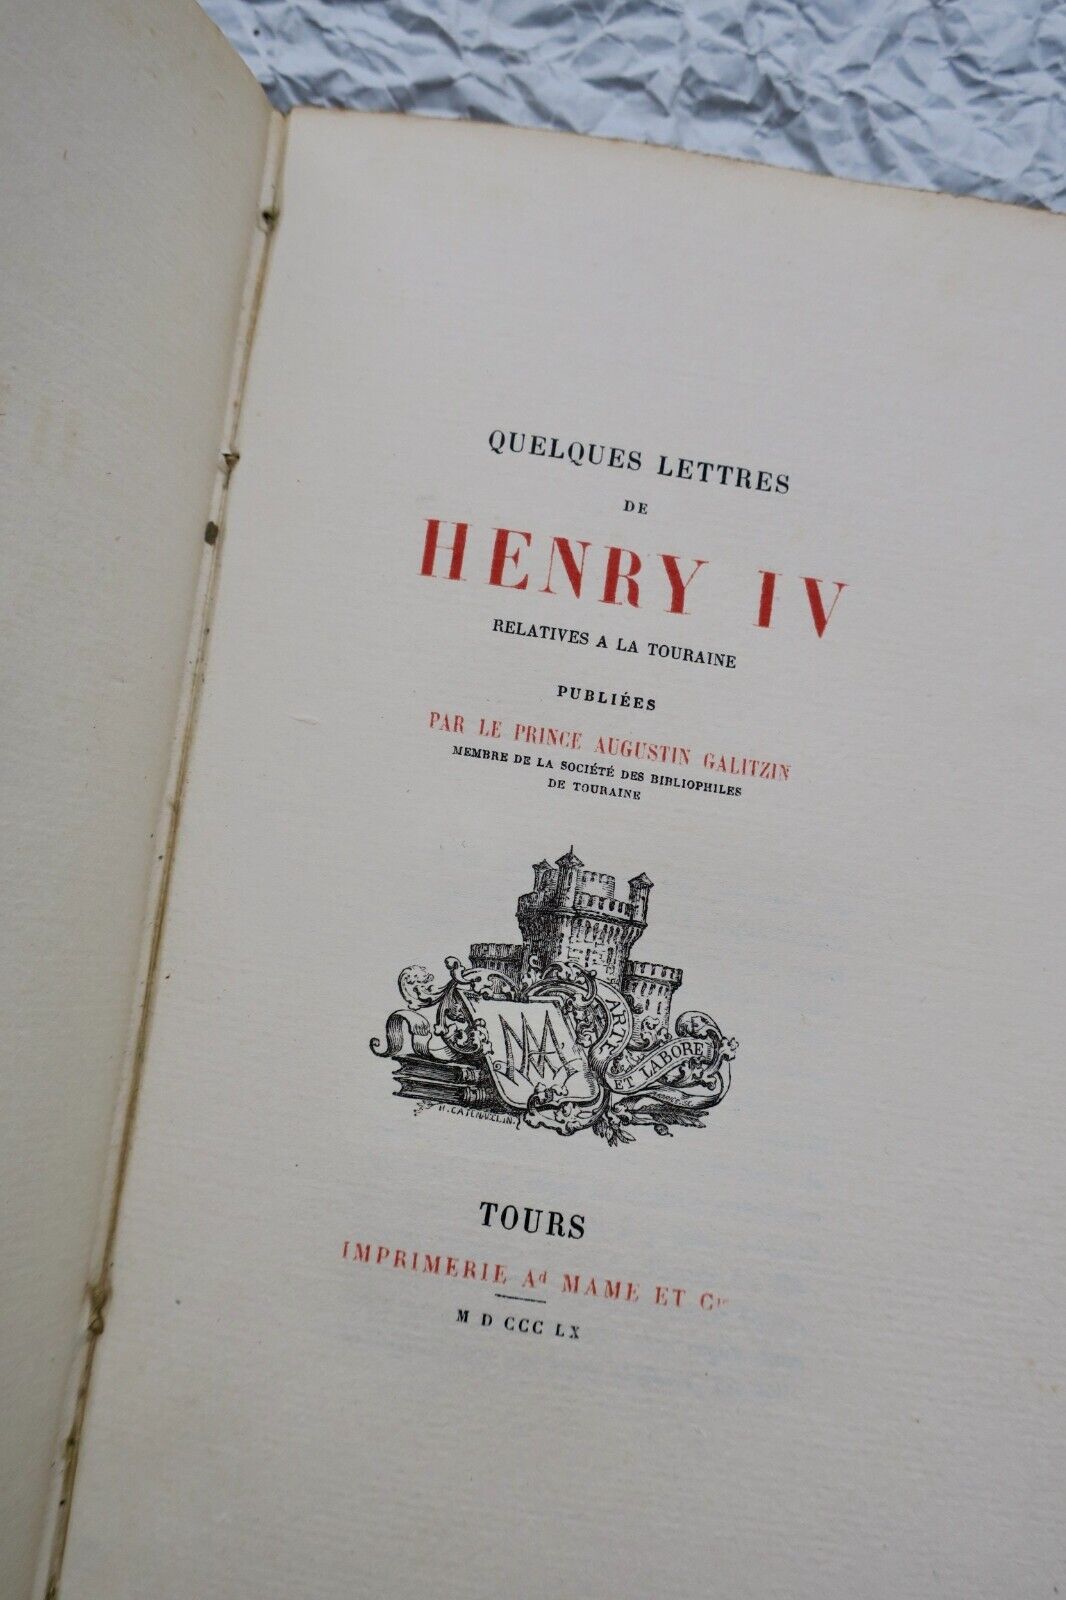 QUELQUES LETTRES
DE
HENRY IV
RELATIVES A LA TOURAINE
PUBLIÉES
PAR LE PRINCE AUGUSTIN GALITZIN
MEMBRE DE LA SOCIÉTÉ DES BIBLIOPHILES
DE TOURAINE
ARTE
ET LABORE
TOURS
IMPRIMERIE Ad MAME ET Cie
M D CCC LX